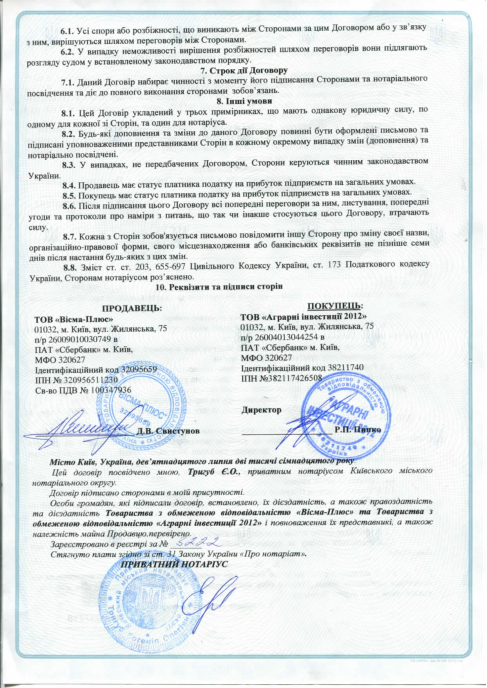 6.1. Усі спори або розбіжності, що виникають між Сторонами за цим Договором або у зв'язку
з ним, вирішуються шляхом переговорів між Сторонами.
6.2. У випадку неможливості вирішення розбіжностей шляхом переговорів вони підлягають
розгляду судом у встановленому законодавством порядку.
7. Строк дії Договору
7.1. Даний Договір набирає чинності з моменту його підписання Сторонами та нотаріального
посвідчення та діє до повного виконання сторонами зобов'язань.
8. Інші умови
8.1. Цей Договір укладений у трьох примірниках, що мають однакову юридичну силу, по
одному для кожної зі Сторін, та один для нотаріуса.
8.2. Будь-які доповнення та зміни до даного Договору повинні бути оформлені письмово та
підписані уповноваженими представниками Сторін в кожному окремому випадку змін (доповнення) та
нотаріально посвідчені.
8.3. У випадках, не передбачених Договором, Сторони керуються чинним законодавством
України.
8.4. Продавець має статус платника податку на прибуток підприємств на загальних умовах.
8.5. Покупець має статус платника податку на прибуток підприємств на загальних умовах.
8.6. Після підписання цього Договору всі попередні переговори за ним, листування, попередні
угоди та протоколи про наміри з питань, що так чи інакше стосуються цього Договору, втрачають
силу.
8.7. Кожна з Сторін зобов'язується письмово повідомити іншу Сторону про зміну своєї назви,
організаційно-правової форми, свого місцезнаходження або банківських реквізитів не пізніше семи
днів після настання будь-яких з цих змін.
8.8. Зміст ст. ст. 203, 655-697 Цивільного Кодексу України, ст. 173 Податкового кодексу
України, Сторонам нотаріусом роз'яснено.
10. Реквізити та підписи сторін
ПРОДАВЕЦЬ:
ТОВ «Вісма-Плюс»
01032, м. Київ, вул. Жилянська, 75
п/р 26009010030749 в
ПАТ «Сбербанк» м. Київ,
МФО 320627
Ідентифікаційний код 32095659
ІПН № 320956511230
Св-во ПДВ № 100347936
Д.В. Свистунов
ПОКУПЕЦЬ:
ТОВ «Аграрні інвестиції 2012»
01032, м. Київ, вул. Жилянська, 75
п/р 26004013044254 в
ПАТ «Сбербанк» м. Київ,
МФО 320627
Ідентифікаційний код 38211740
ІПН №382117426508
Директор
Р.П.
"ВІСМА-ПЛЮС"
32095659
АГРАРНІ
ІНВЕСТИЦІЇ
Місто Київ, Україна, дев'ятнадцятого липня дві тисячі сімнадцятого року
Цей договір посвідчено мною, Тригуб Є.О., приватним нотаріусом Київського міського
нотаріального округу.
Договір підписано сторонами в моїй присутності.
Особи громадян, які підписали договір, встановлено, їх дієздатність, а також правоздатність
та дієздатність Товариства з обмеженою відповідальністю «Вісма-Плюс» та Товариства з
обмеженою відповідальністю «Аграрні інвестиції 2012» і повноваження їх представників, а також
належність майна Продавцю, перевірено.
Зареєстровано в реєстрі за № 5222
Стягнуто плати згідно зі ст. 31 Закону України «Про нотаріат».
ПРИВАТНИЙ НОТАРІУС